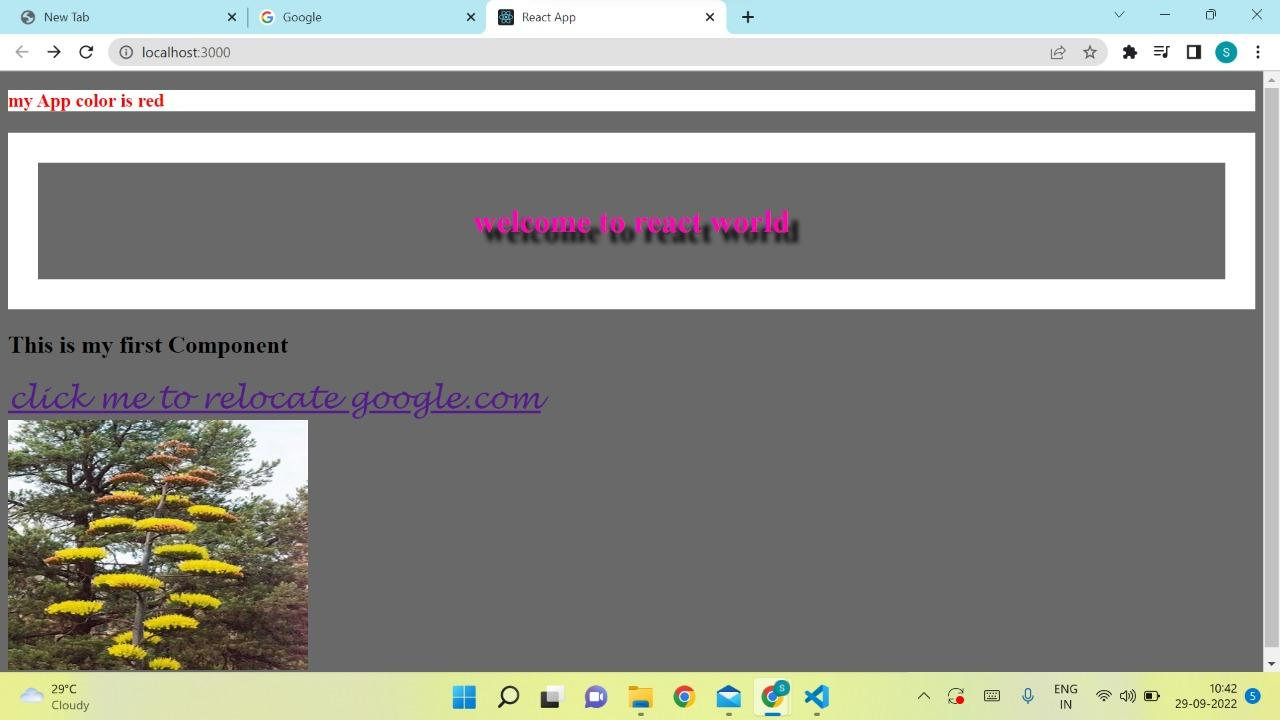 New Tab
Google
React App
localhost:3000
S
my App color is red
welcome to react world
This is my first Component
click me to relocate google.com
29°C
Cloudy
S
ENG
IN
10:42
29-09-2022
5